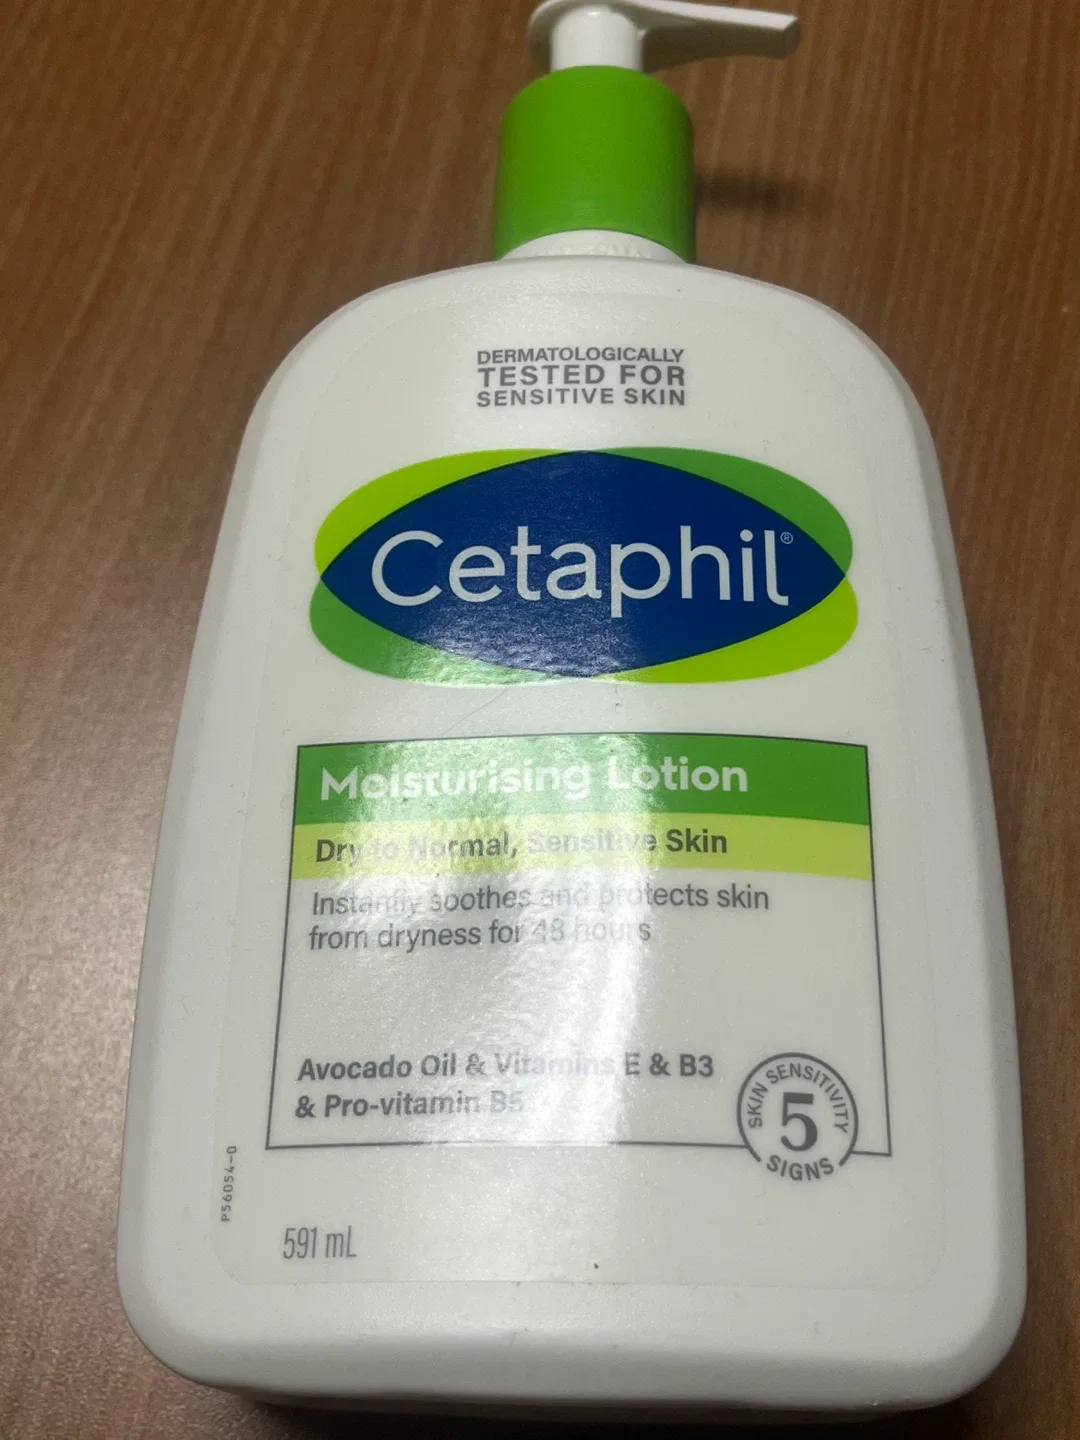 DERMATOLOGICALLY
TESTED FOR
SENSITIVE SKIN
Cetaphil®
Moisturising Lotion
Dry to Normal, Sensitive Skin
Instantly soothes and protects skin
from dryness for 48 hours
Avocado Oil & Vitamins E & B3
& Pro-vitamin B5
SKIN SENSITIVITY
5
SIGNS
P56054-0
591 mL